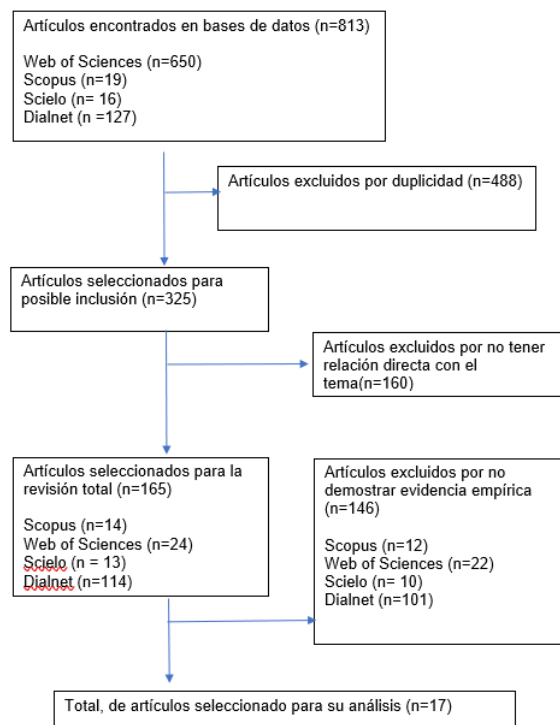 Artículos encontrados en bases de datos (n=813)
Web of Sciences (n=650)
Scopus (n=19)
Scielo (n= 16)
Dialnet (n =127)
Artículos excluidos por duplicidad (n=488)
Artículos seleccionados para
posible inclusión (n=325)
Artículos excluidos por no tener
relación directa con el
tema(n=160)
Artículos seleccionados para la
revisión total (n=165)
Scopus (n=14)
Web of Sciences (n=24)
Scielo (n = 13)
Dialnet (n=114)
Artículos excluidos por no
demostrar evidencia empírica
(n=146)
Scopus (n=12)
Web of Sciences (n=22)
Scielo (n= 10)
Dialnet (n=101)
Total, de artículos seleccionado para su análisis (n=17)